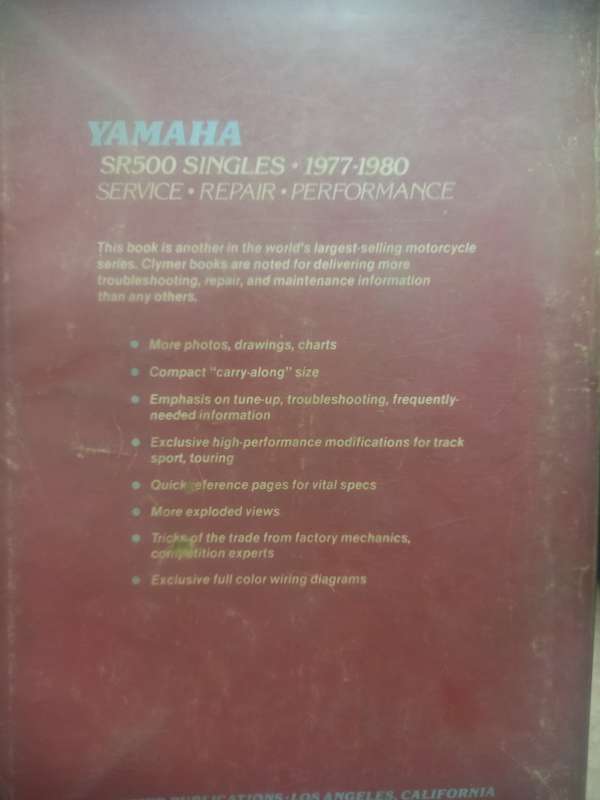 YAMAHA
SR500 SINGLES • 1977-1980
SERVICE • REPAIR • PERFORMANCE
This book is another in the world's largest-selling motorcycle
series. Clymer books are noted for delivering more
troubleshooting, repair, and maintenance information
than any others.
• More photos, drawings, charts
• Compact "carry-along" size
• Emphasis on tune-up, troubleshooting, frequently-
needed information
• Exclusive high-performance modifications for track
sport, touring
• Quick reference pages for vital specs
• More exploded views
• Tricks of the trade from factory mechanics,
competition experts
• Exclusive full color wiring diagrams
PUBLICATIONS • LOS ANGELES, CALIFORNIA